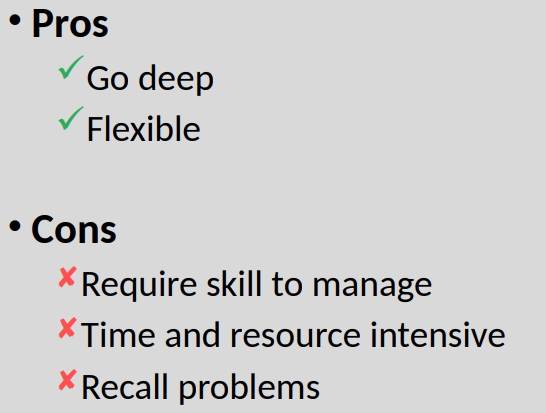 • Pros
✓Go deep
✓Flexible
• Cons
✘Require skill to manage
✘Time and resource intensive
✘Recall problems